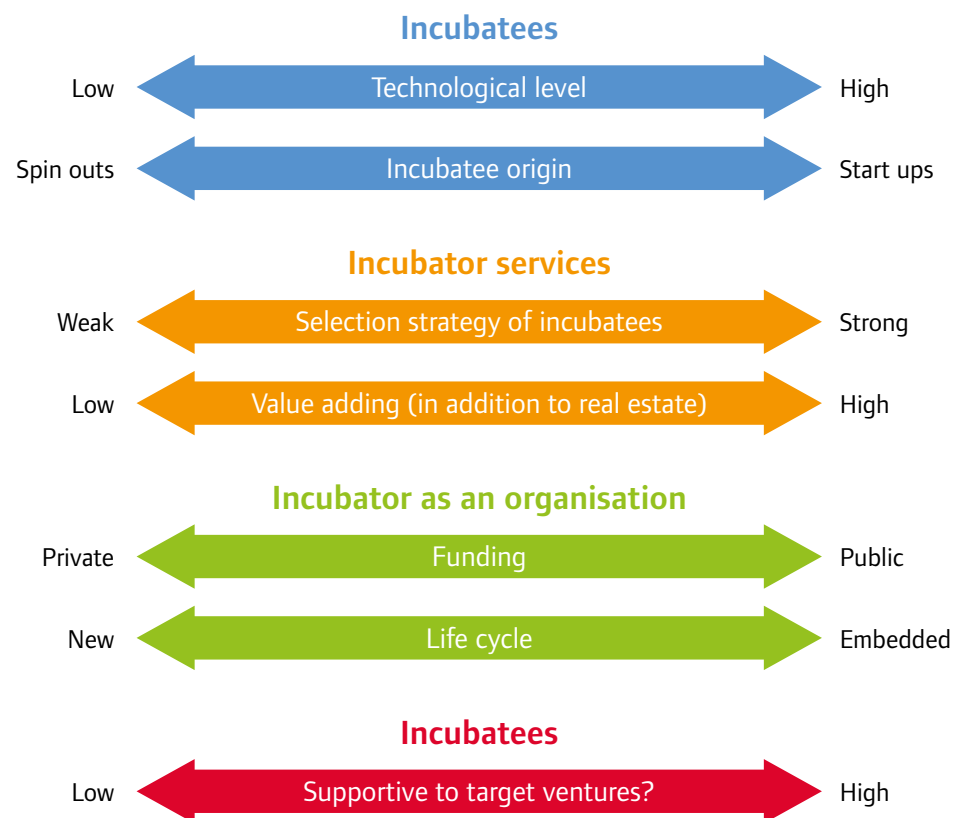 Incubatees
Low Technological level High
Spin outs Incubatee origin Start ups
Incubator services
Weak Selection strategy of incubatees Strong
Low Value adding (in addition to real estate) High
Incubator as an organisation
Private Funding Public
New Life cycle Embedded
Incubatees
Low Supportive to target ventures? High